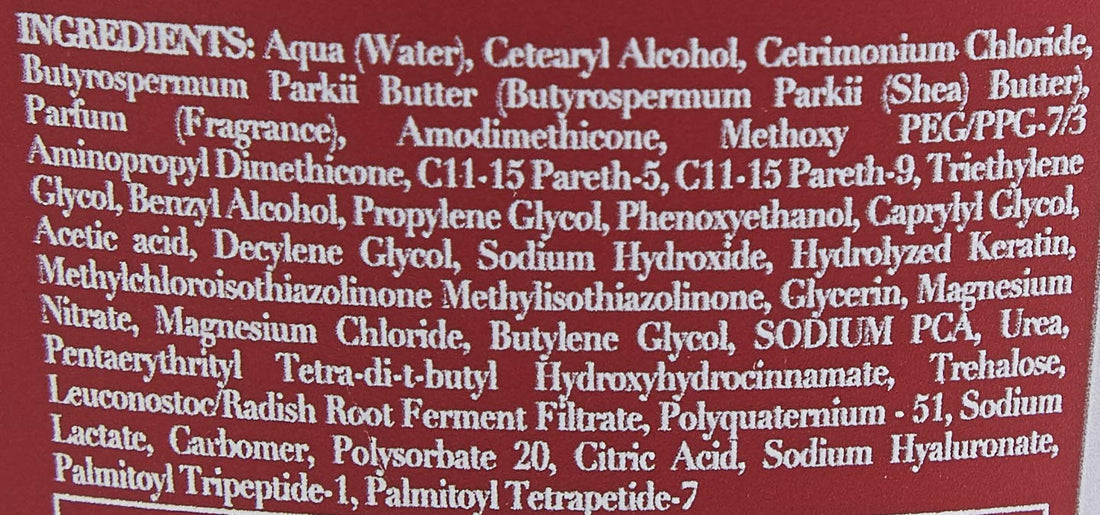 INGREDIENTS: Aqua (Water), Cetearyl Alcohol, Cetrimonium Chloride,
Butyrospermum Parkii Butter (Butyrospermum Parkii (Shea) Butter),
Parfum (Fragrance), Amodimethicone, Methoxy PEG/PPG-7/3
Aminopropyl Dimethicone, C11-15 Pareth-5, C11-15 Pareth-9, Triethylene
Glycol, Benzyl Alcohol, Propylene Glycol, Phenoxyethanol, Caprylyl Glycol,
Acetic acid, Decylene Glycol, Sodium Hydroxide, Hydrolyzed Keratin,
Methylchloroisothiazolinone Methylisothiazolinone, Glycerin, Magnesium
Nitrate, Magnesium Chloride, Butylene Glycol, SODIUM PCA, Urea,
Pentaerythrityl Tetra-di-t-butyl Hydroxyhydrocinnamate, Trehalose,
Leuconostoc/Radish Root Ferment Filtrate, Polyquaternium - 51, Sodium
Lactate, Carbomer, Polysorbate 20, Citric Acid, Sodium Hyaluronate,
Palmitoyl Tripeptide-1, Palmitoyl Tetrapetide-7